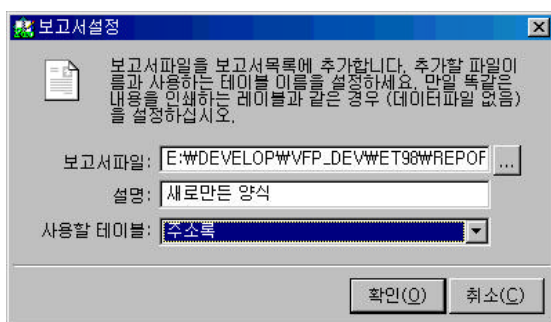 보고서설정
보고서파일을 보고서목록에 추가합니다. 추가할 파일이
름과 사용하는 테이블 이름을 설정하세요. 만일 똑같은
내용을 인쇄하는 레이블과 같은 경우 (데이터파일 없음)
을 설정하십시오.
보고서파일: E:₩DEVELOP₩VFP_DEV₩ET98₩REPOF ...
설명: 새로만든 양식
사용할 테이블: 주소록
확인(O) 취소(C)